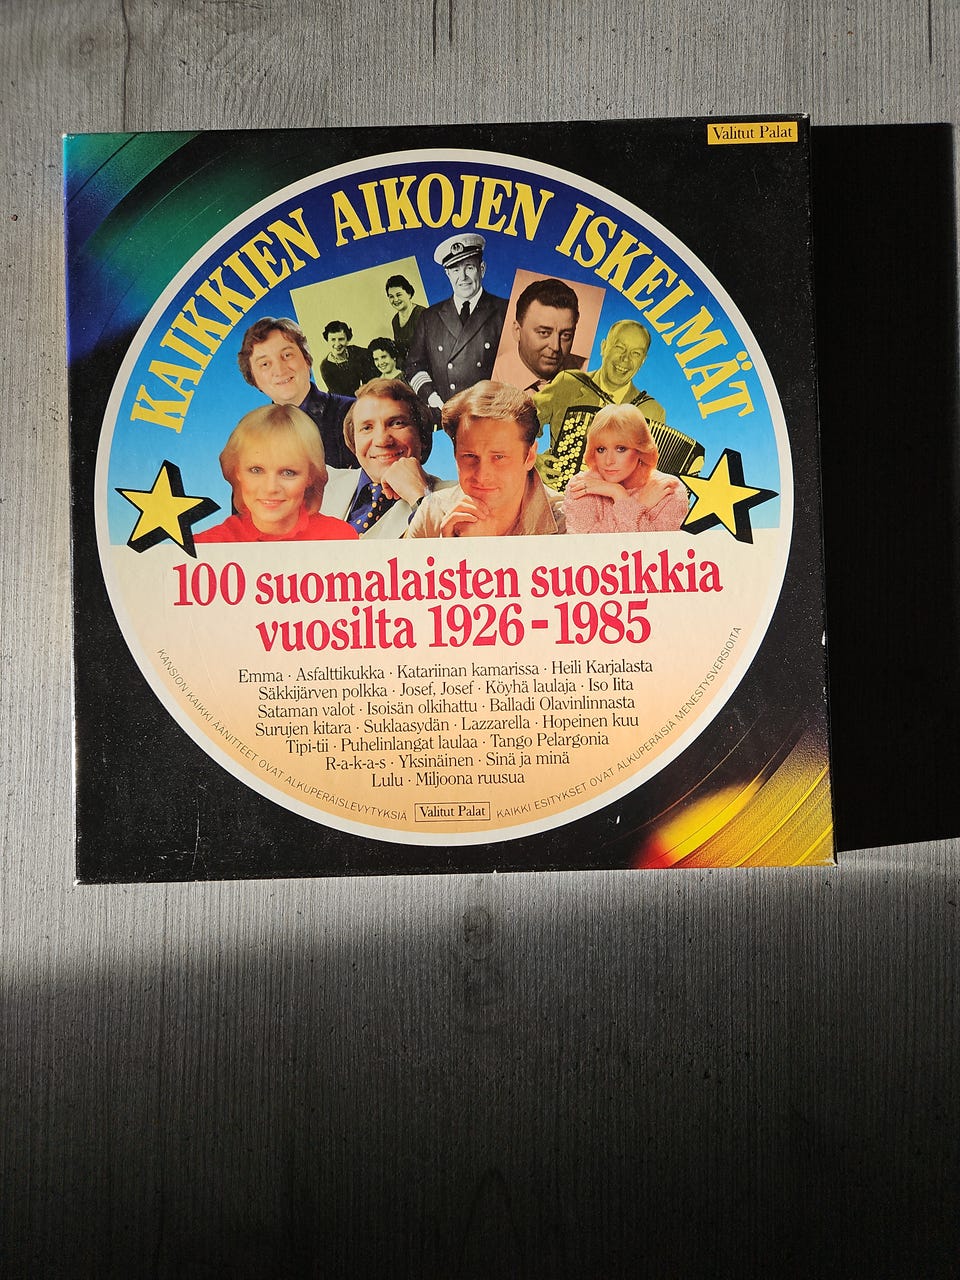 Valitut Palat
KAIKKIEN AIKOJEN ISKELMÄT
100 suomalaisten suosikkia
vuosilta 1926-1985
Emma · Asfalttikukka · Katariinan kamarissa · Heili Karjalasta
Säkkijärven polkka · Josef, Josef · Köyhä laulaja · Iso Iita
Sataman valot · Isoisän olkihattu · Balladi Olavinlinnasta
Surujen kitara · Suklaasydän · Lazzarella · Hopeinen kuu
Tipi-tii · Puhelinlangat laulaa · Tango Pelargonia
R-a-k-a-s · Yksinäinen · Sinä ja minä
Lulu · Miljoona ruusua
KANSION KAIKKI ÄÄNITTEET OVAT ALKUPERÄISLEVYTYKSIÄ
Valitut Palat
KAIKKI ESITYKSET OVAT ALKUPERÄISIÄ MENESTYSVERSIOITA